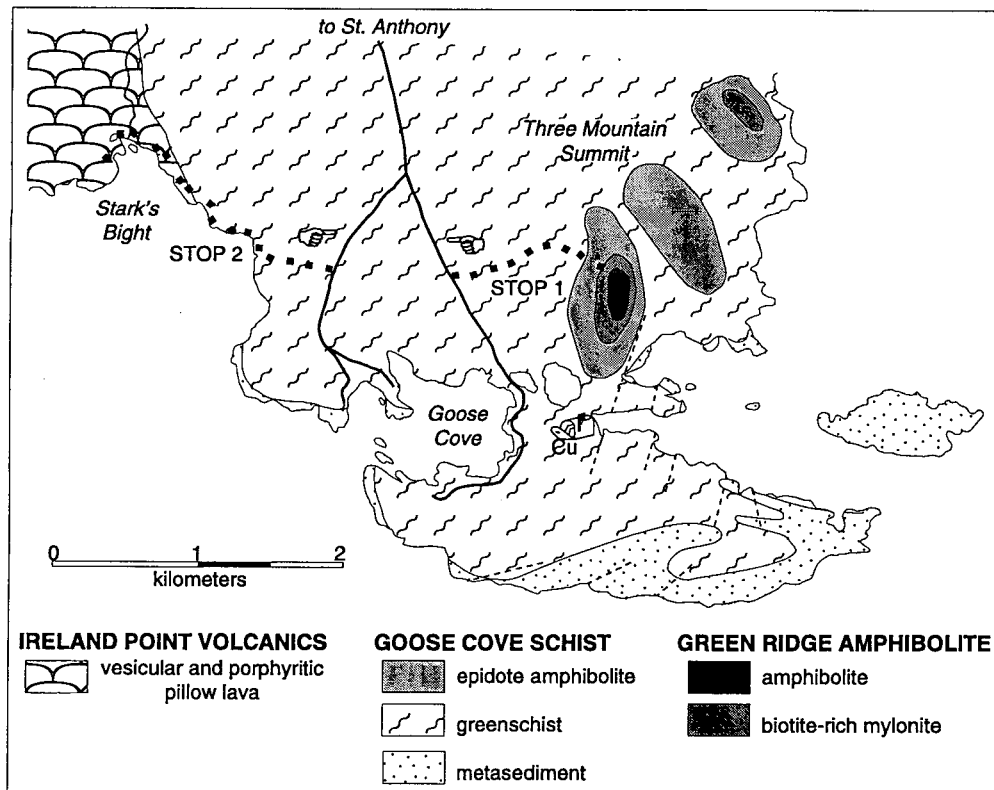 to St. Anthony
Three Mountain
Summit
Stark's
Bight
STOP 2
STOP 1
Goose
Cove
Cu
0 1 2
kilometers
IRELAND POINT VOLCANICS
vesicular and porphyritic
pillow lava
GOOSE COVE SCHIST
epidote amphibolite
greenschist
metasediment
GREEN RIDGE AMPHIBOLITE
amphibolite
biotite-rich mylonite